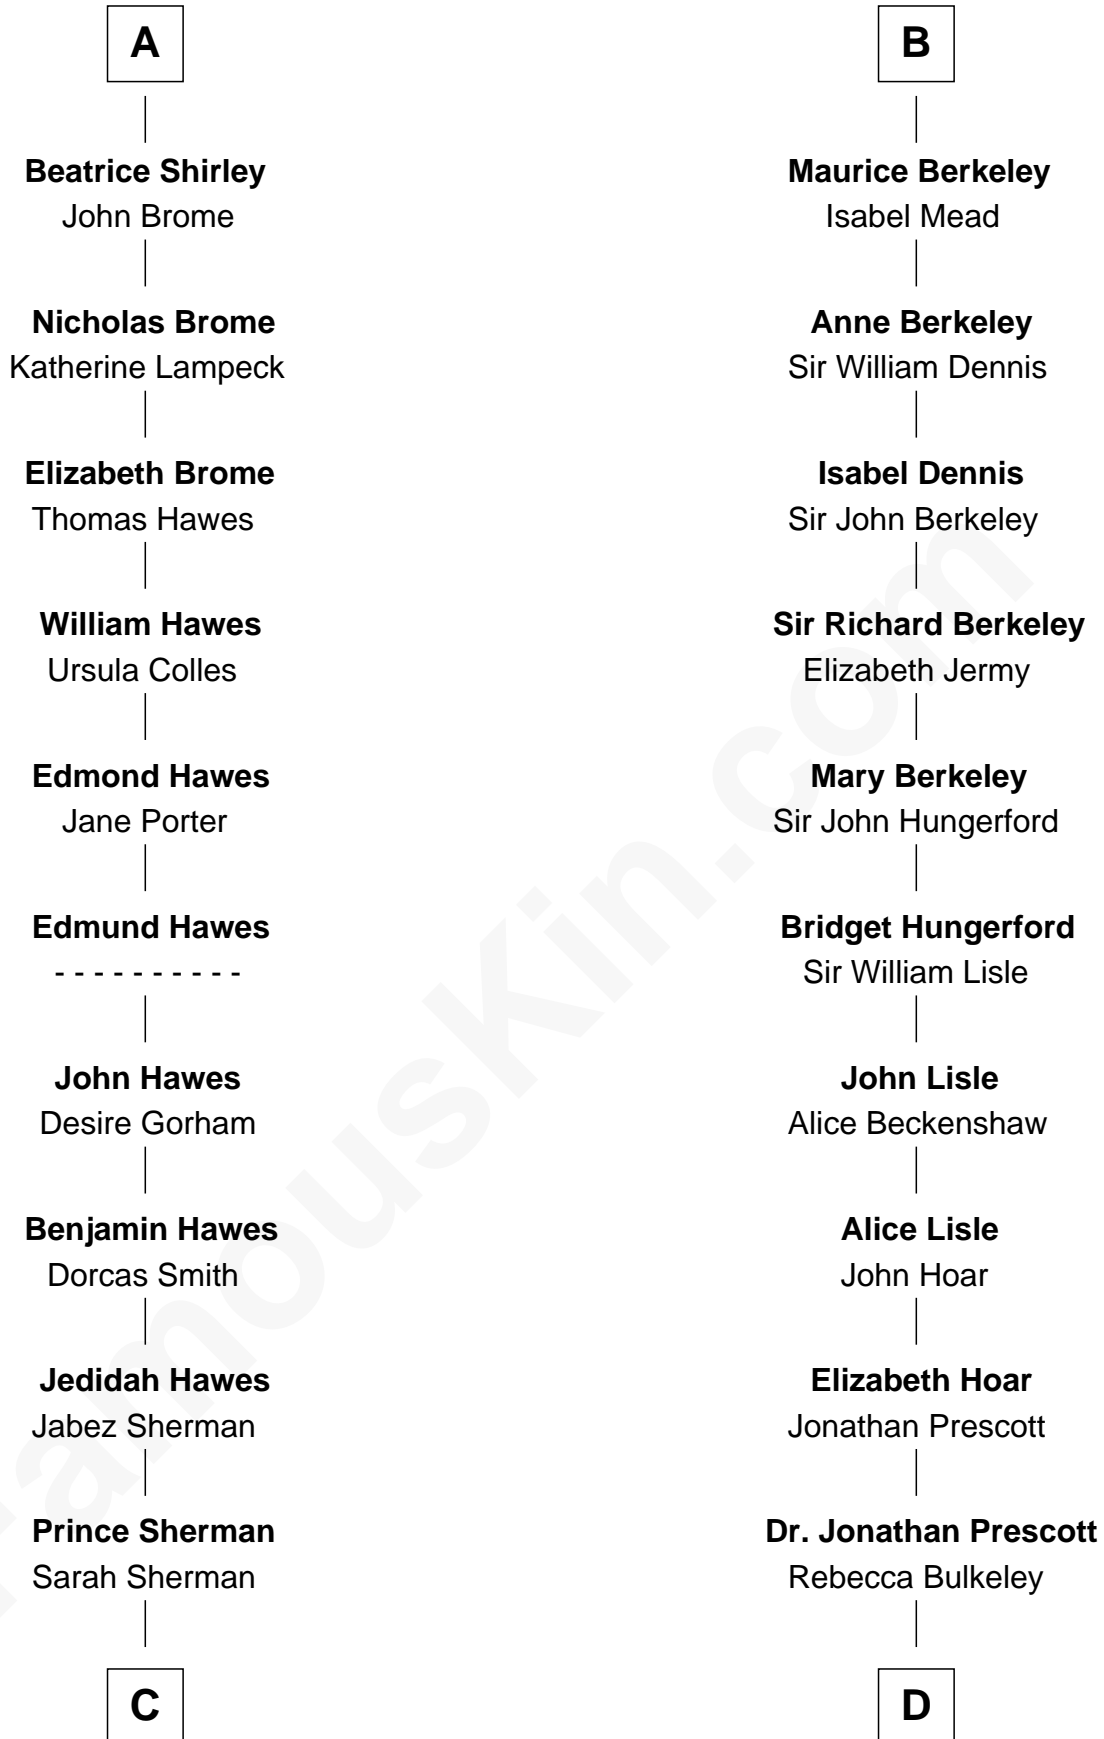 A
Beatrice Shirley
John Brome
Nicholas Brome
Katherine Lampeck
Elizabeth Brome
Thomas Hawes
William Hawes
Ursula Colles
Edmond Hawes
Jane Porter
Edmund Hawes
- - - - - - - - - -
John Hawes
Desire Gorham
Benjamin Hawes
Dorcas Smith
Jedidah Hawes
Jabez Sherman
Prince Sherman
Sarah Sherman
C
B
Maurice Berkeley
Isabel Mead
Anne Berkeley
Sir William Dennis
Isabel Dennis
Sir John Berkeley
Sir Richard Berkeley
Elizabeth Jermy
Mary Berkeley
Sir John Hungerford
Bridget Hungerford
Sir William Lisle
John Lisle
Alice Beckenshaw
Alice Lisle
John Hoar
Elizabeth Hoar
Jonathan Prescott
Dr. Jonathan Prescott
Rebecca Bulkeley
D
FamousKin.com